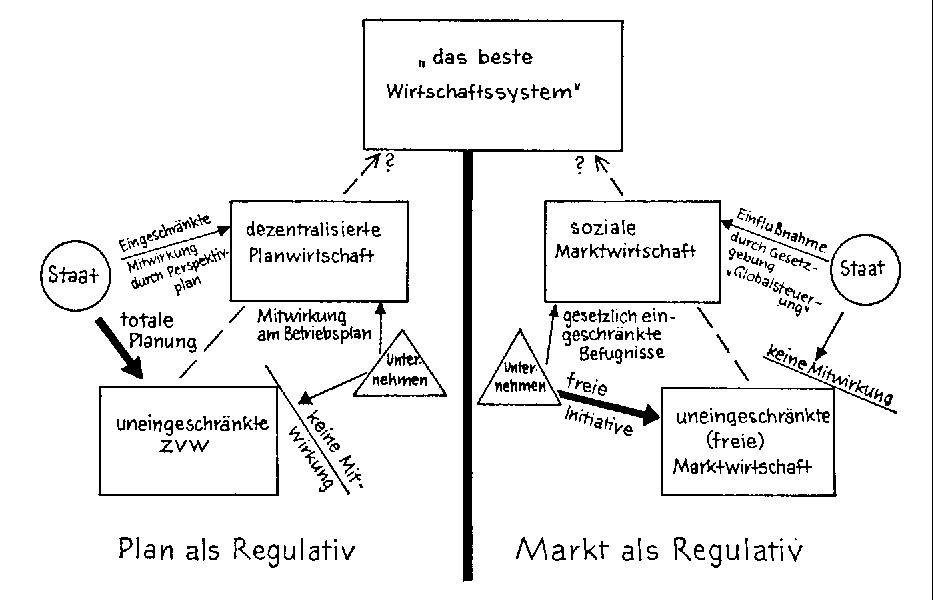 „das beste
Wirtschaftssystem"
?
?
Eingeschränkte
Mitwirkung
durch Perspektiv-
plan
dezentralisierte
Planwirtschaft
soziale
Marktwirtschaft
Einflußnahme
durch Gesetz-
gebung
„Globalsteuer-
ung"
Staat
Staat
totale
Planung
Mitwirkung
am Betriebsplan
Unter-
nehmen
gesetzlich ein-
geschränkte
Befugnisse
Unter-
nehmen
keine Mitwirkung
freie
Initiative
uneingeschränkte
ZVW
keine Mit-
wirkung
uneingeschränkte
(freie)
Marktwirtschaft
Plan als Regulativ
Markt als Regulativ